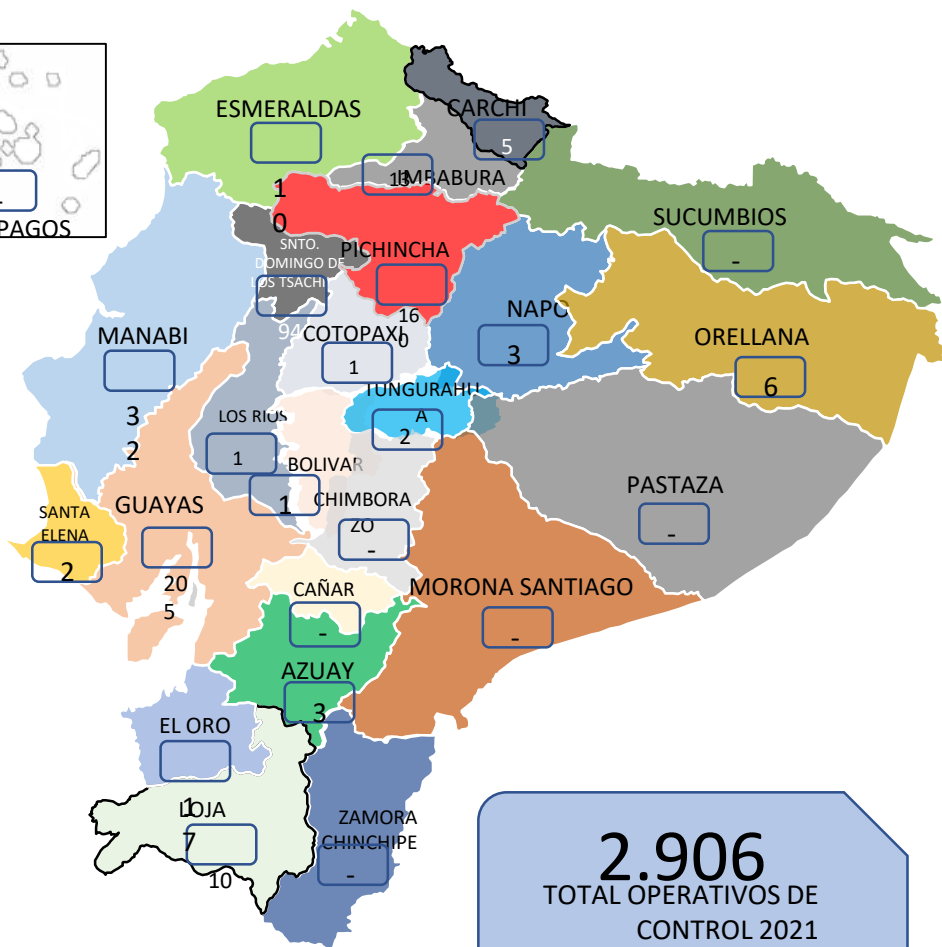 ESMERALDAS
1
0
CARCHI
5
13
IMBABURA
PAGOS
SUCUMBIOS
-
SNTO.
DOMINGO DE
LOS TSACHI
94
PICHINCHA
16
0
NAPO
3
ORELLANA
6
MANABI
3
2
COTOPAXI
1
TUNGURAHU
A
2
LOS RIOS
1
BOLIVAR
1
CHIMBORA
ZO
-
PASTAZA
-
SANTA
ELENA
2
GUAYAS
20
5
CAÑAR
-
MORONA SANTIAGO
-
AZUAY
3
EL ORO
1
7
LOJA
10
ZAMORA
CHINCHIPE
-
2.906
TOTAL OPERATIVOS DE
CONTROL 2021